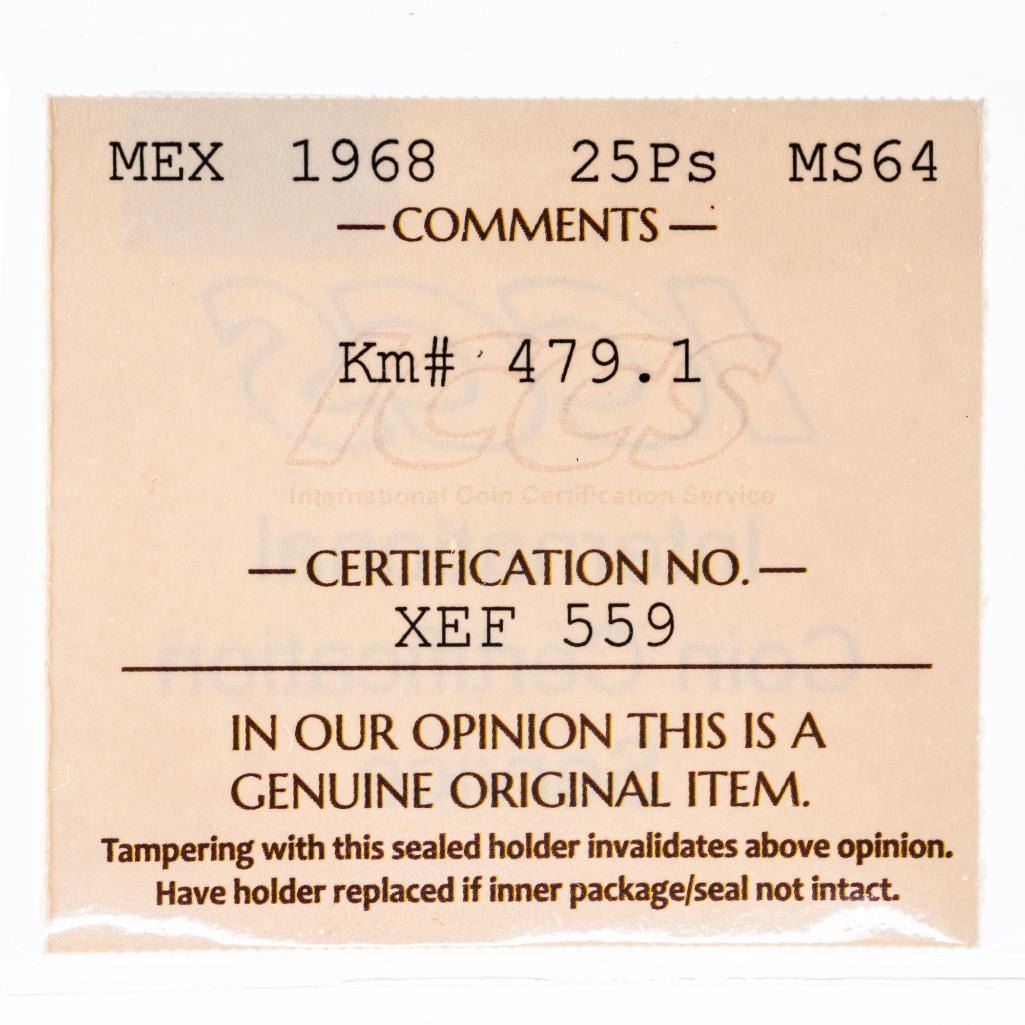 MEX 1968 25Ps MS64
— COMMENTS —
Km# 479.1
ICCS
International Coin Certification Service
— CERTIFICATION NO. —
XEF 559
IN OUR OPINION THIS IS A
GENUINE ORIGINAL ITEM.
Tampering with this sealed holder invalidates above opinion.
Have holder replaced if inner package/seal not intact.